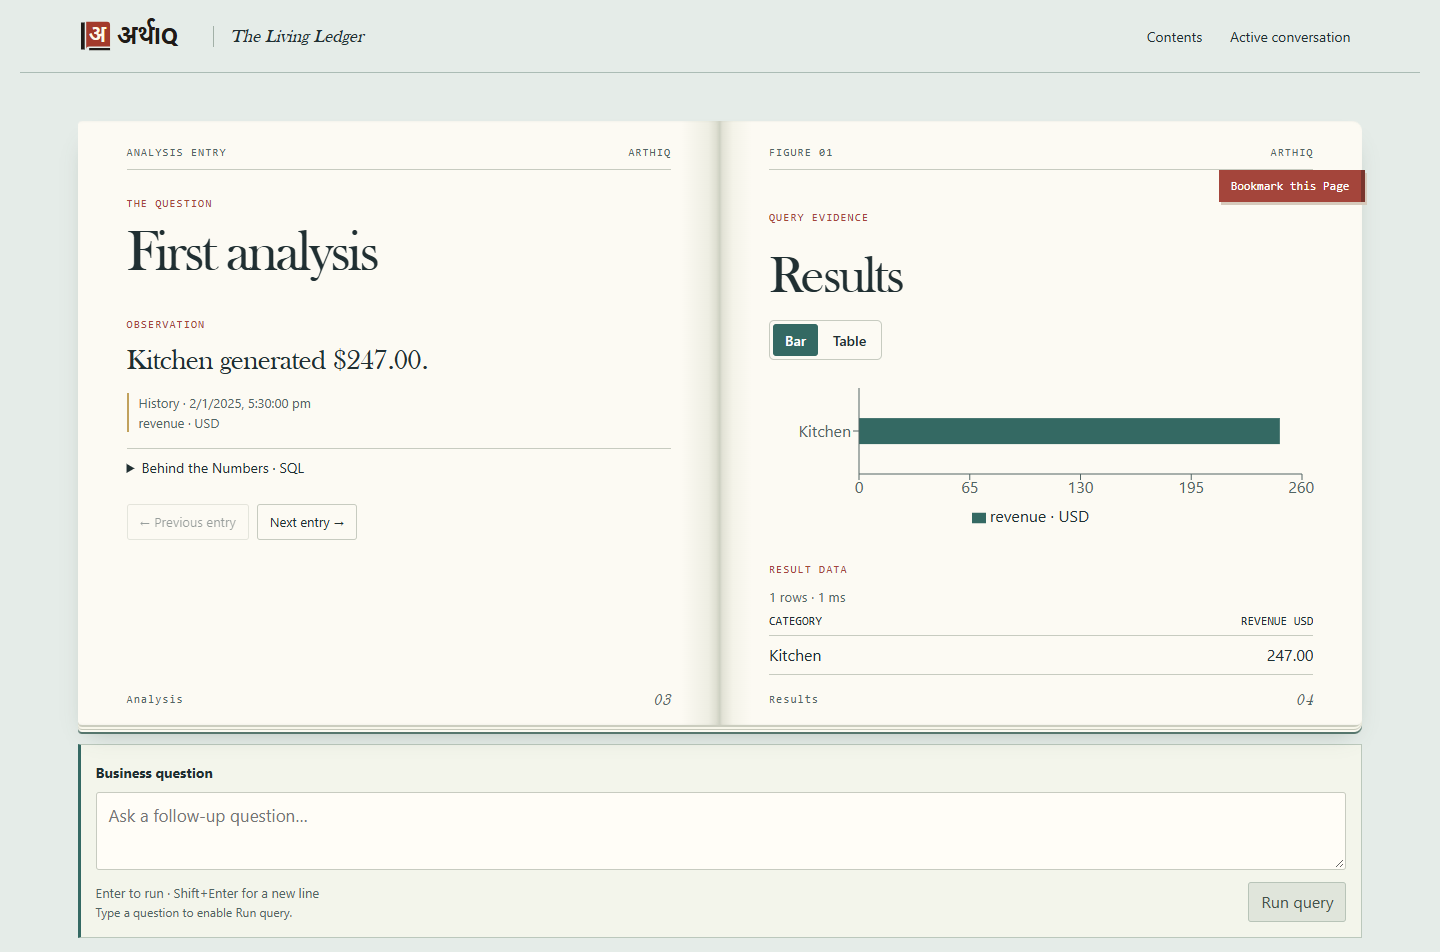 अ अर्थIQ
The Living Ledger
Contents
Active conversation
ANALYSIS ENTRY
ARTHIQ
THE QUESTION
First analysis
OBSERVATION
Kitchen generated $247.00.
History · 2/1/2025, 5:30:00 pm
revenue · USD
▶ Behind the Numbers · SQL
← Previous entry
Next entry →
Analysis
03
FIGURE 01
ARTHIQ
Bookmark this Page
QUERY EVIDENCE
Results
Bar
Table
Kitchen
0 65 130 195 260
revenue · USD
RESULT DATA
1 rows · 1 ms
CATEGORY REVENUE USD
Kitchen 247.00
Results
04
Business question
Ask a follow-up question...
Enter to run · Shift+Enter for a new line
Type a question to enable Run query.
Run query